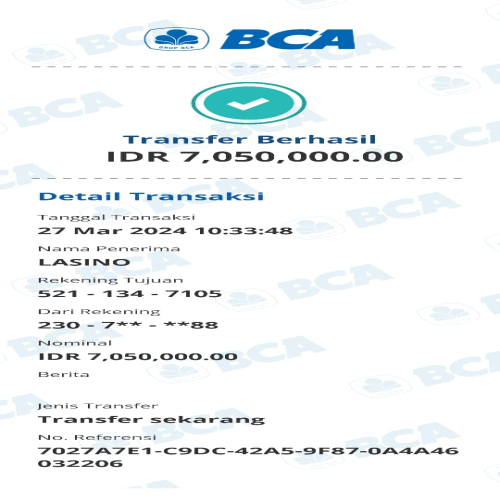 GRUP BCA
BCA
Transfer Berhasil
IDR 7,050,000.00
Detail Transaksi
Tanggal Transaksi
27 Mar 2024 10:33:48
Nama Penerima
LASINO
Rekening Tujuan
521 - 134 - 7105
Dari Rekening
230 - 7** - **88
Nominal
IDR 7,050,000.00
Berita
Jenis Transfer
Transfer sekarang
No. Referensi
7027A7E1-C9DC-42A5-9F87-0A4A46
032206